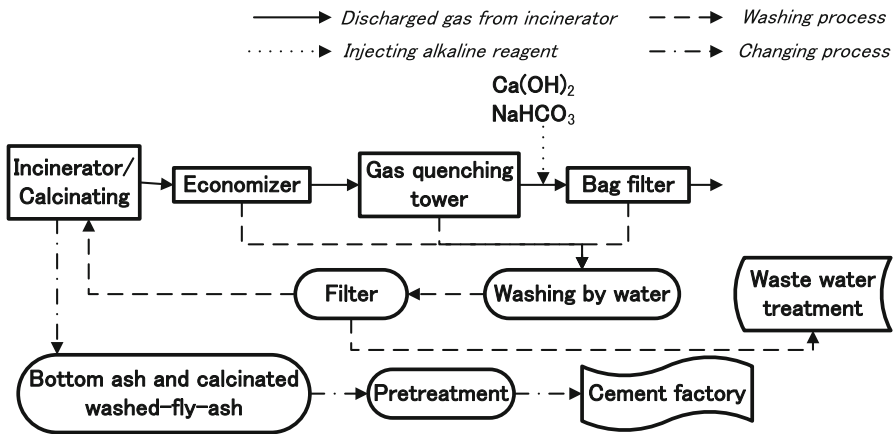 Discharged gas from incinerator
Washing process
Injecting alkaline reagent
Changing process
Ca(OH)₂
NaHCO₃
Incinerator/
Calcinating
Economizer
Gas quenching
tower
Bag filter
Filter
Washing by water
Waste water
treatment
Bottom ash and calcinated
washed-fly-ash
Pretreatment
Cement factory